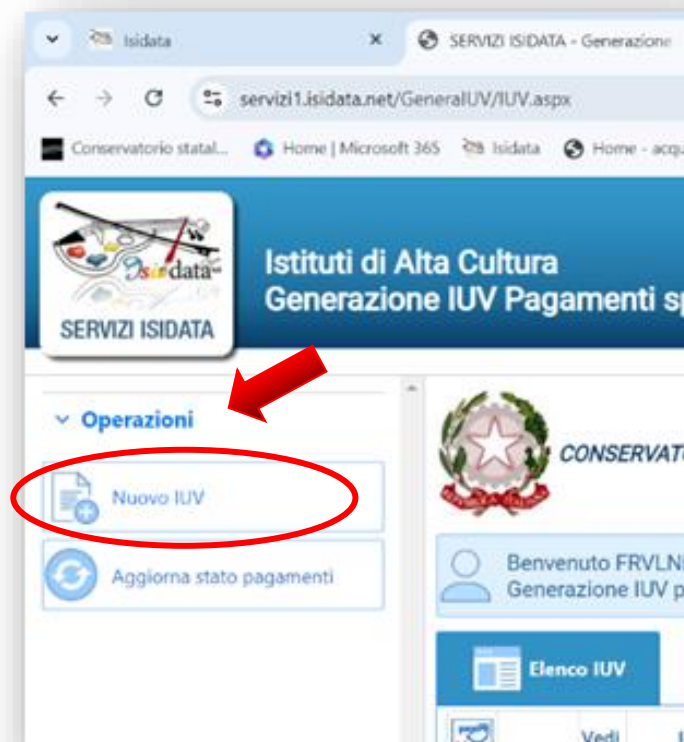 Isidata
SERVIZI ISIDATA - Generazione
servizi1.isidata.net/GeneralUV/IUV.aspx
Conservatorio statal...
Home | Microsoft 365
Isidata
Home - acqu
Isidata
SERVIZI ISIDATA
Istituti di Alta Cultura
Generazione IUV Pagamenti sp
Operazioni
Nuovo IUV
Aggiorna stato pagamenti
CONSERVATO
Benvenuto FRVLN
Generazione IUV p
Elenco IUV
Vedi